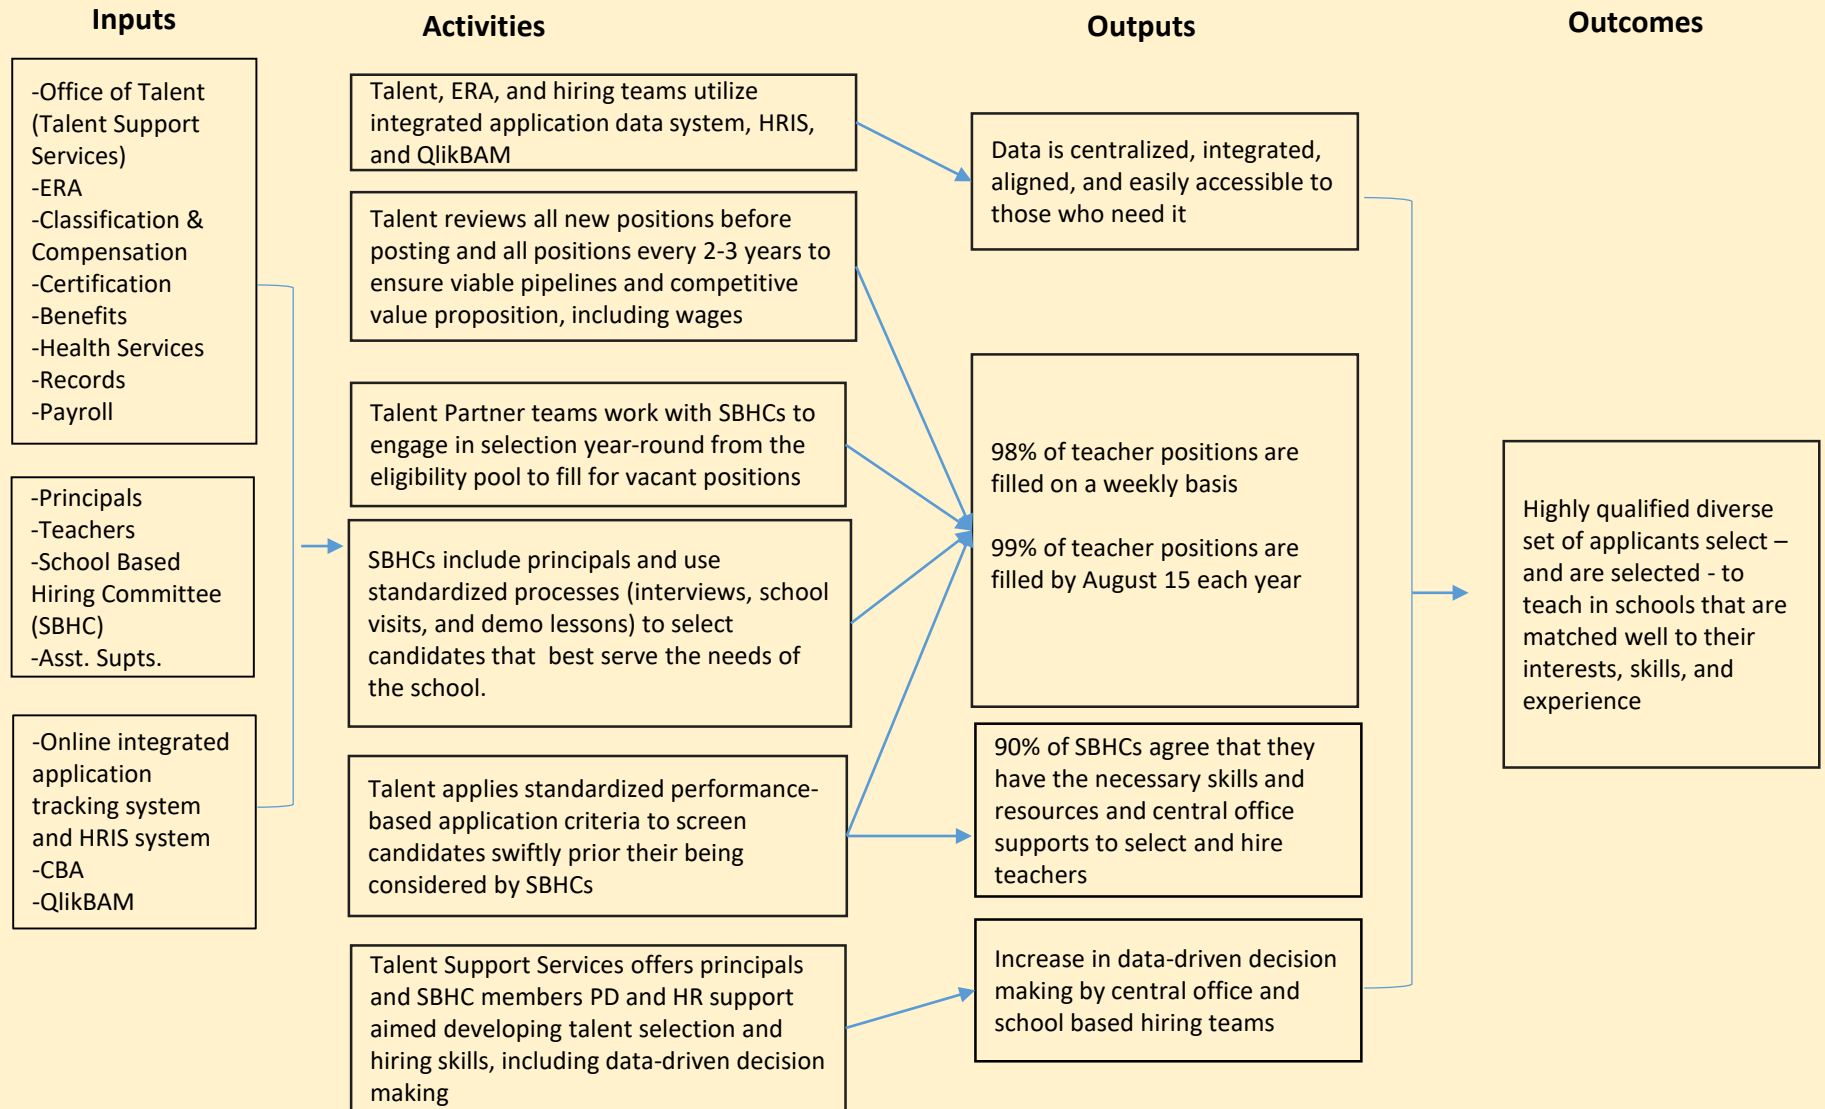 Inputs
Activities
Outputs
Outcomes
-Office of Talent
(Talent Support
Services)
-ERA
-Classification &
Compensation
-Certification
-Benefits
-Health Services
-Records
-Payroll
-Principals
-Teachers
-School Based
Hiring Committee
(SBHC)
-Asst. Supts.
-Online integrated
application
tracking system
and HRIS system
-CBA
-QlikBAM
Talent, ERA, and hiring teams utilize
integrated application data system, HRIS,
and QlikBAM
Talent reviews all new positions before
posting and all positions every 2-3 years to
ensure viable pipelines and competitive
value proposition, including wages
Talent Partner teams work with SBHCs to
engage in selection year-round from the
eligibility pool to fill for vacant positions
SBHCs include principals and use
standardized processes (interviews, school
visits, and demo lessons) to select
candidates that  best serve the needs of
the school.
Talent applies standardized performance-
based application criteria to screen
candidates swiftly prior their being
considered by SBHCs
Talent Support Services offers principals
and SBHC members PD and HR support
aimed developing talent selection and
hiring skills, including data-driven decision
making
Data is centralized, integrated,
aligned, and easily accessible to
those who need it
98% of teacher positions are
filled on a weekly basis
99% of teacher positions are
filled by August 15 each year
90% of SBHCs agree that they
have the necessary skills and
resources and central office
supports to select and hire
teachers
Increase in data-driven decision
making by central office and
school based hiring teams
Highly qualified diverse
set of applicants select –
and are selected - to
teach in schools that are
matched well to their
interests, skills, and
experience